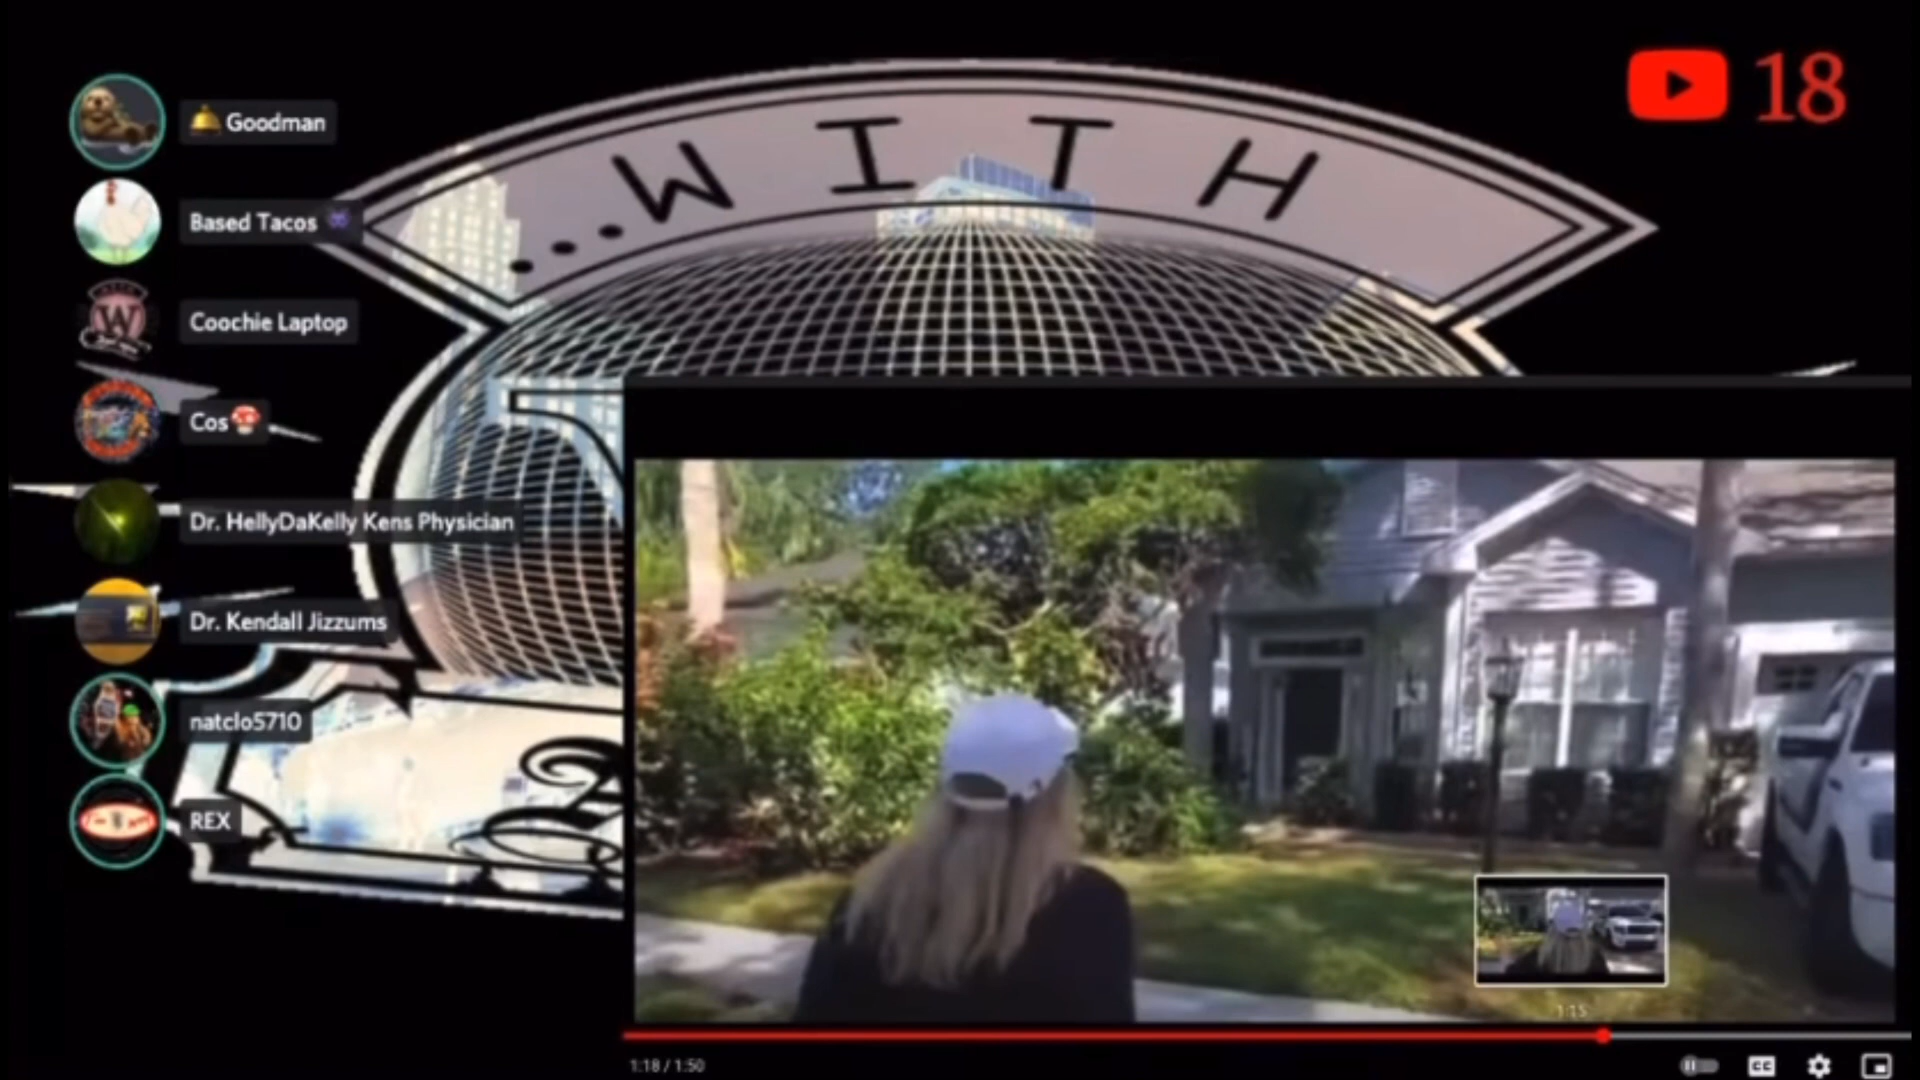 Goodman
18
Based Tacos
...WITH
Coochie Laptop
W
Cos
Dr. HellyDaKelly Kens Physician
Dr. Kendall Jizzums
natclo5710
REX
1:15
1:18 / 1:50
CC